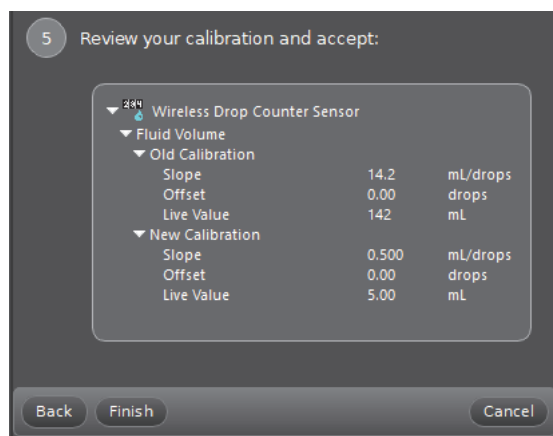 5 Review your calibration and accept:
Wireless Drop Counter Sensor
Fluid Volume
Old Calibration
Slope 14.2 mL/drops
Offset 0.00 drops
Live Value 142 mL
New Calibration
Slope 0.500 mL/drops
Offset 0.00 drops
Live Value 5.00 mL
Back Finish Cancel